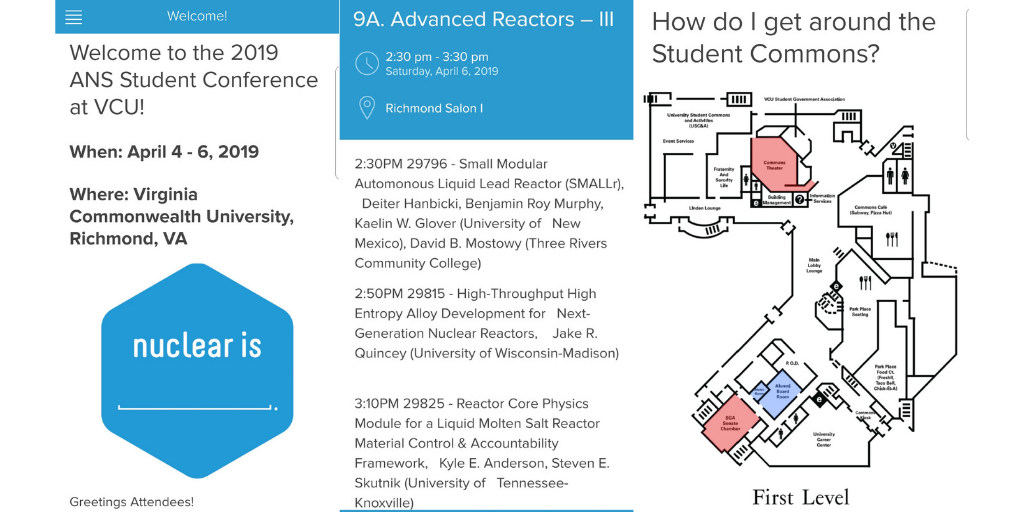 Welcome!
Welcome to the 2019
ANS Student Conference
at VCU!
When: April 4 - 6, 2019
Where: Virginia
Commonwealth University,
Richmond, VA
nuclear is
____________.
Greetings Attendees!
9A. Advanced Reactors – III
2:30 pm - 3:30 pm
Saturday, April 6, 2019
Richmond Salon I
2:30PM 29796 - Small Modular
Automonous Liquid Lead Reactor (SMALLr),
Deiter Hanbicki, Benjamin Roy Murphy,
Kaelin W. Glover (University of New
Mexico), David B. Mostowy (Three Rivers
Community College)
2:50PM 29815 - High-Throughput High
Entropy Alloy Development for Next-
Generation Nuclear Reactors, Jake R.
Quincey (University of Wisconsin-Madison)
3:10PM 29825 - Reactor Core Physics
Module for a Liquid Molten Salt Reactor
Material Control & Accountability
Framework, Kyle E. Anderson, Steven E.
Skutnik (University of Tennessee-
Knoxville)
How do I get around the
Student Commons?
VCU Student Government Association
University Student Commons
and Activities
(USC&A)
Event Services
Commons
Theater
Fraternity
And
Sorority
Life
Building
Management
?
Information
Services
Linden Lounge
Commons Café
(Subway, Pizza Hut)
Main
Lobby
Lounge
Park Place
Seating
P.O.D.
Alumni
Board
Room
Park Place
Food Ct.
(Freshii,
Taco Bell,
Chick-fil-A)
SGA
Senate
Chamber
University
Career
Center
First Level